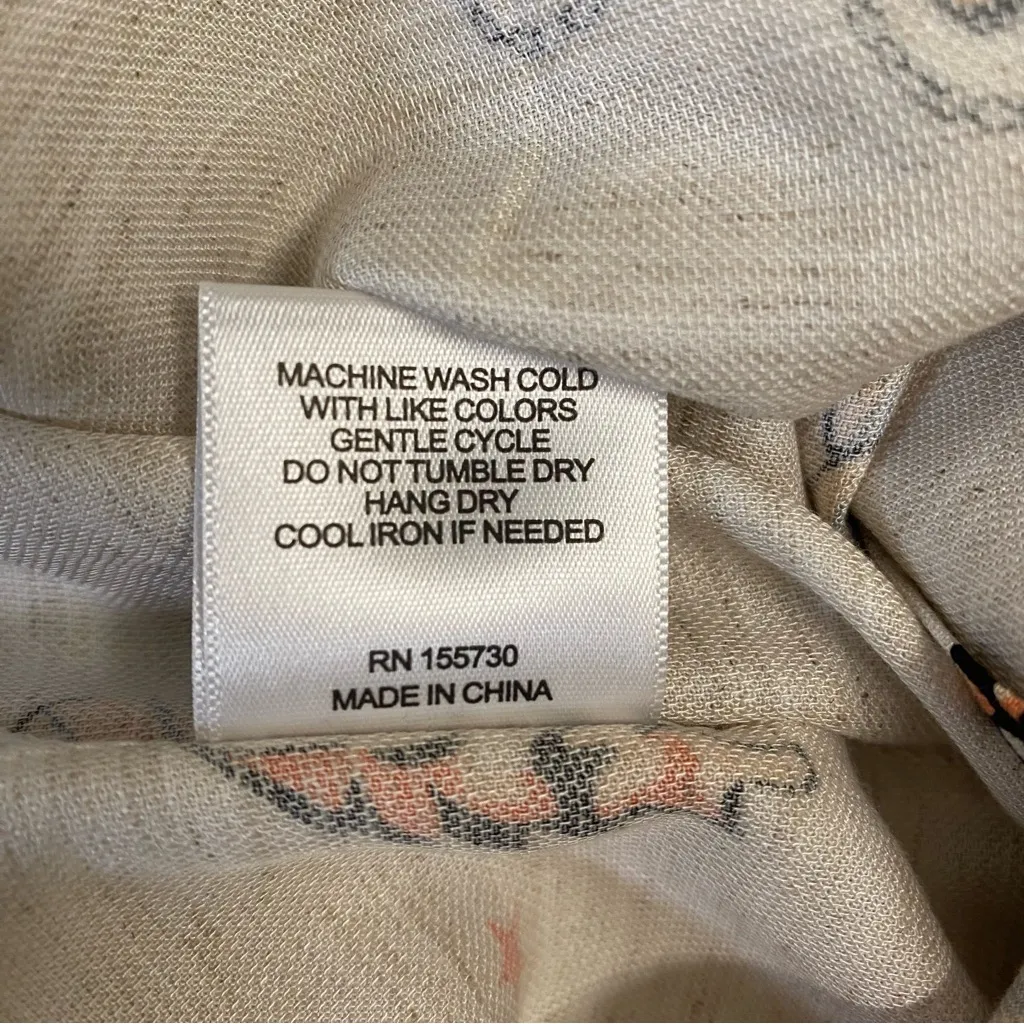 MACHINE WASH COLD
WITH LIKE COLORS
GENTLE CYCLE
DO NOT TUMBLE DRY
HANG DRY
COOL IRON IF NEEDED
RN 155730
MADE IN CHINA